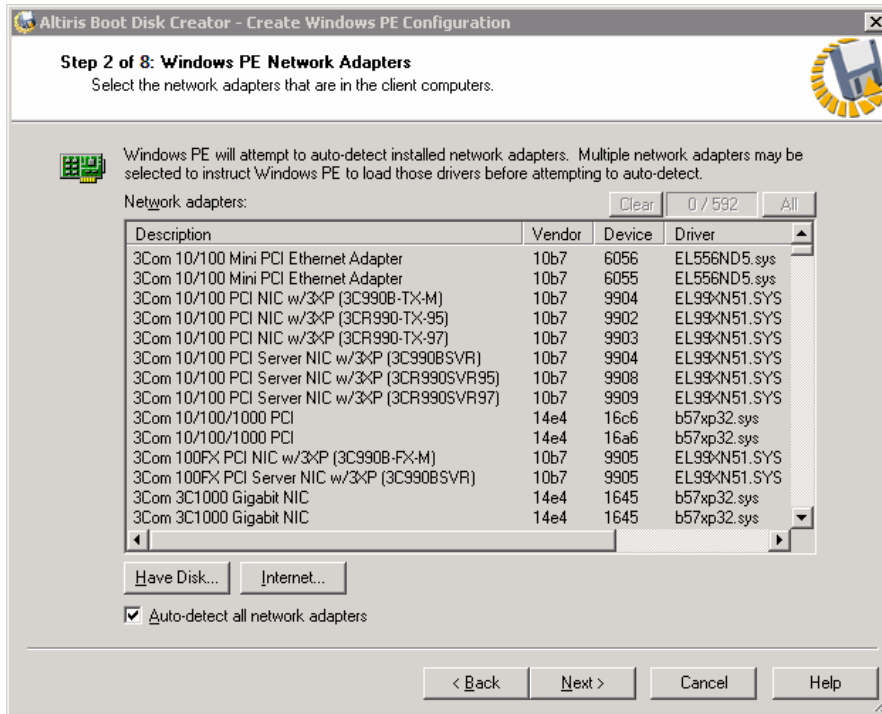 Altiris Boot Disk Creator - Create Windows PE Configuration
Step 2 of 8: Windows PE Network Adapters
Select the network adapters that are in the client computers.
Windows PE will attempt to auto-detect installed network adapters. Multiple network adapters may be
selected to instruct Windows PE to load those drivers before attempting to auto-detect.
Network adapters: Clear 0 / 592 All
Description Vendor Device Driver
3Com 10/100 Mini PCI Ethernet Adapter 10b7 6056 EL556ND5.sys
3Com 10/100 Mini PCI Ethernet Adapter 10b7 6055 EL556ND5.sys
3Com 10/100 PCI NIC w/3XP (3C990B-TX-M) 10b7 9904 EL99XN51.SYS
3Com 10/100 PCI NIC w/3XP (3CR990-TX-95) 10b7 9902 EL99XN51.SYS
3Com 10/100 PCI NIC w/3XP (3CR990-TX-97) 10b7 9903 EL99XN51.SYS
3Com 10/100 PCI Server NIC w/3XP (3C990BSVR) 10b7 9904 EL99XN51.SYS
3Com 10/100 PCI Server NIC w/3XP (3CR990SVR95) 10b7 9908 EL99XN51.SYS
3Com 10/100 PCI Server NIC w/3XP (3CR990SVR97) 10b7 9909 EL99XN51.SYS
3Com 10/100/1000 PCI 14e4 16c6 b57xp32.sys
3Com 10/100/1000 PCI 14e4 16a6 b57xp32.sys
3Com 100FX PCI NIC w/3XP (3C990B-FX-M) 10b7 9905 EL99XN51.SYS
3Com 100FX PCI Server NIC w/3XP (3C990BSVR) 10b7 9905 EL99XN51.SYS
3Com 3C1000 Gigabit NIC 14e4 1645 b57xp32.sys
3Com 3C1000 Gigabit NIC 14e4 1645 b57xp32.sys
Have Disk... Internet...
Auto-detect all network adapters
< Back Next > Cancel Help